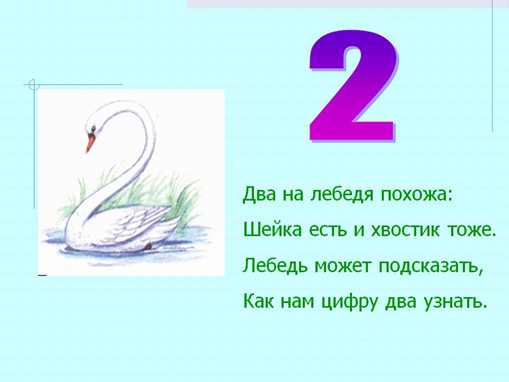 2
Два на лебедя похожа:
Шейка есть и хвостик тоже.
Лебедь может подсказать,
Как нам цифру два узнать.